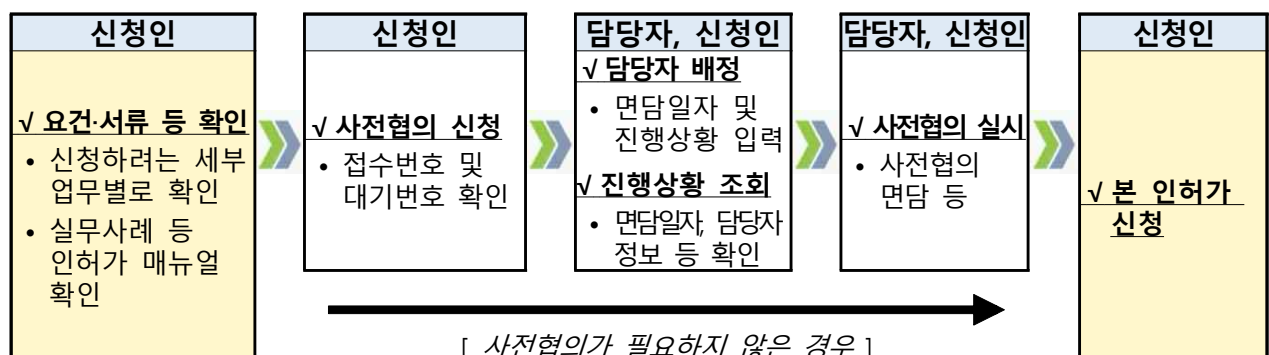 신청인
√ 요건·서류 등 확인
• 신청하려는 세부
업무별로 확인
• 실무사례 등
인허가 매뉴얼
확인
신청인
√ 사전협의 신청
• 접수번호 및
대기번호 확인
담당자, 신청인
√ 담당자 배정
• 면담일자 및
진행상황 입력
√ 진행상황 조회
• 면담일자, 담당자
정보 등 확인
담당자, 신청인
√ 사전협의 실시
• 사전협의
면담 등
신청인
√ 본 인허가
신청
[ 사전협의가 필요하지 않은 경우 ]